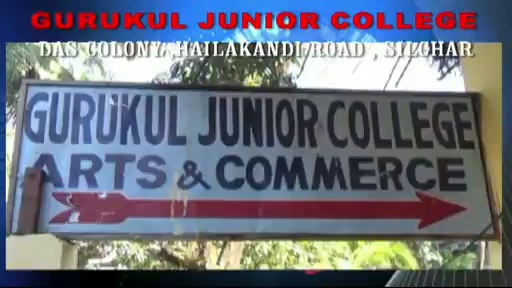 GURUKUL JUNIOR COLLEGE
DAS COLONY, HAILAKANDI ROAD , SILCHAR
GURUKUL JUNIOR COLLEGE
ARTS & COMMERCE